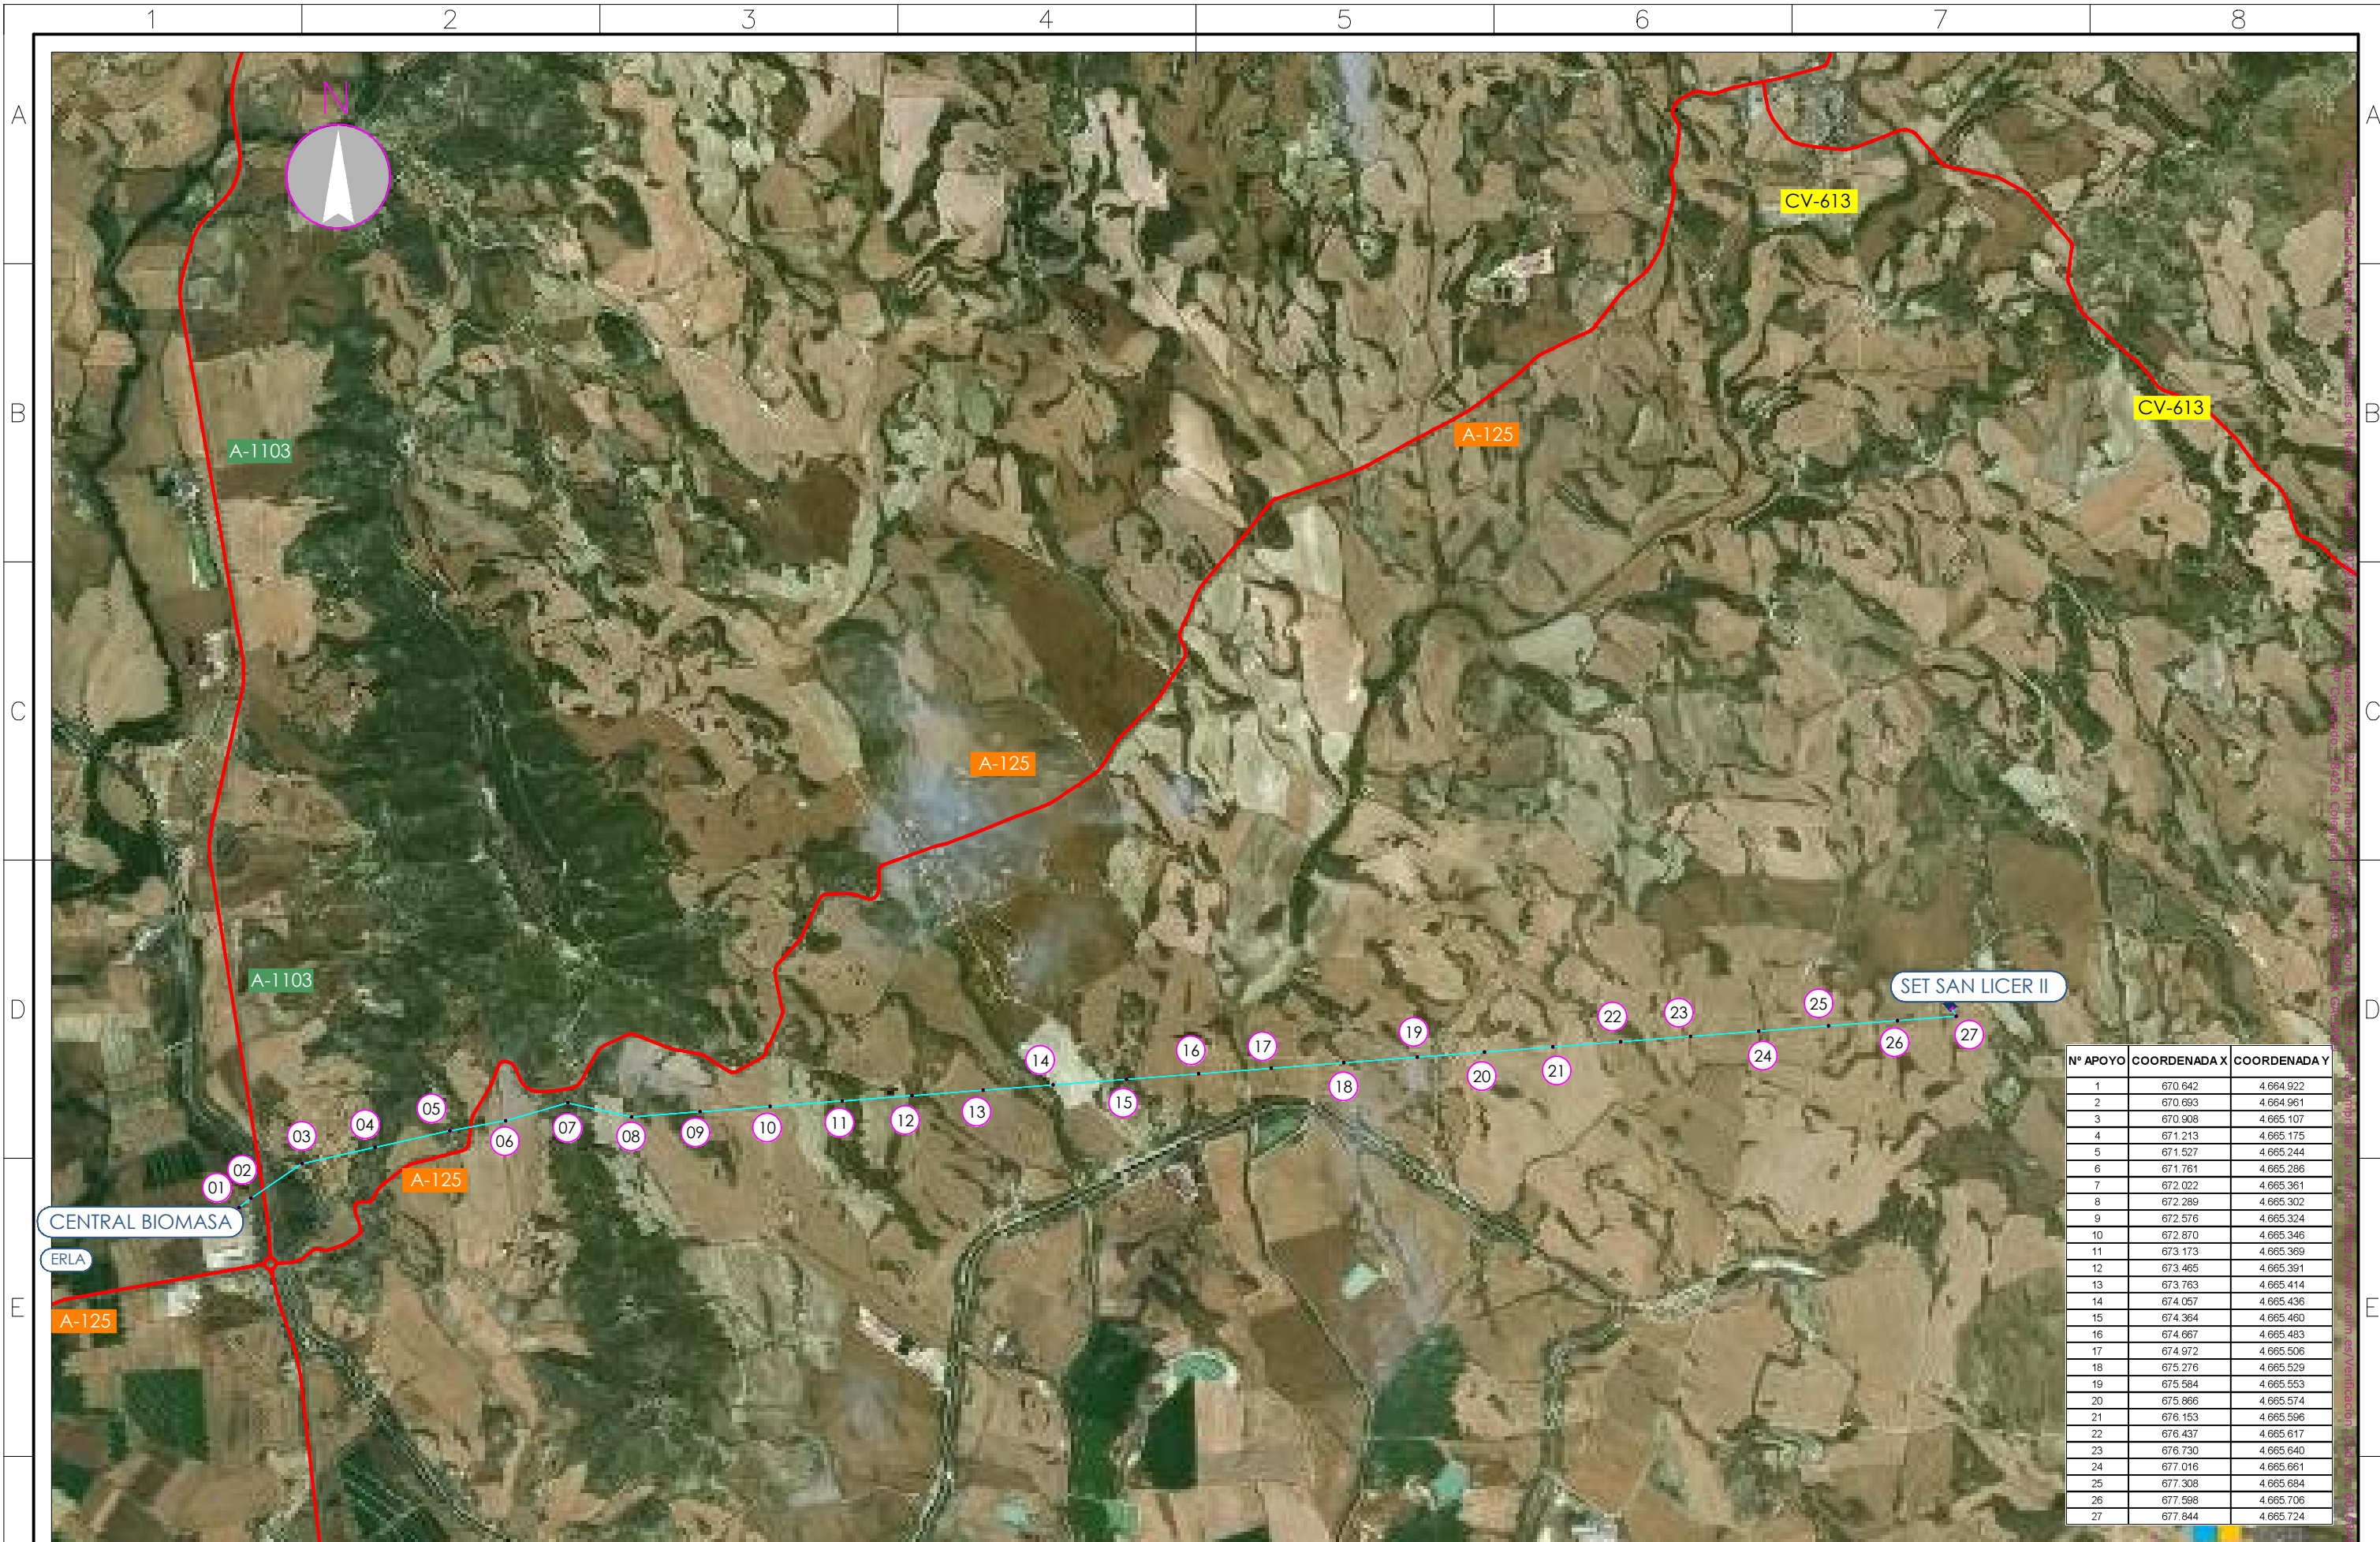 1 2 3 4 5 6 7 8
A A
N
CV-613
B B
CV-613
A-125
A-1103
C C
A-125
A-1103
SET SAN LICER II
D D
01 02 03 04 05 06 07 08 09 10 11 12 13 14 15 16 17 18 19 20 21 22 23 24 25 26 27
A-125
CENTRAL BIOMASA
ERLA
A-125
E E
Nº APOYO COORDENADA X COORDENADA Y
1 670.642 4.664.922
2 670.693 4.664.961
3 670.908 4.665.107
4 671.213 4.665.175
5 671.527 4.665.244
6 671.761 4.665.286
7 672.022 4.665.361
8 672.289 4.665.302
9 672.576 4.665.324
10 672.870 4.665.346
11 673.173 4.665.369
12 673.465 4.665.391
13 673.763 4.665.414
14 674.057 4.665.436
15 674.364 4.665.460
16 674.667 4.665.483
17 674.972 4.665.506
18 675.276 4.665.529
19 675.584 4.665.553
20 675.866 4.665.574
21 676.153 4.665.596
22 676.437 4.665.617
23 676.730 4.665.640
24 677.016 4.665.661
25 677.308 4.665.684
26 677.598 4.665.706
27 677.844 4.665.724